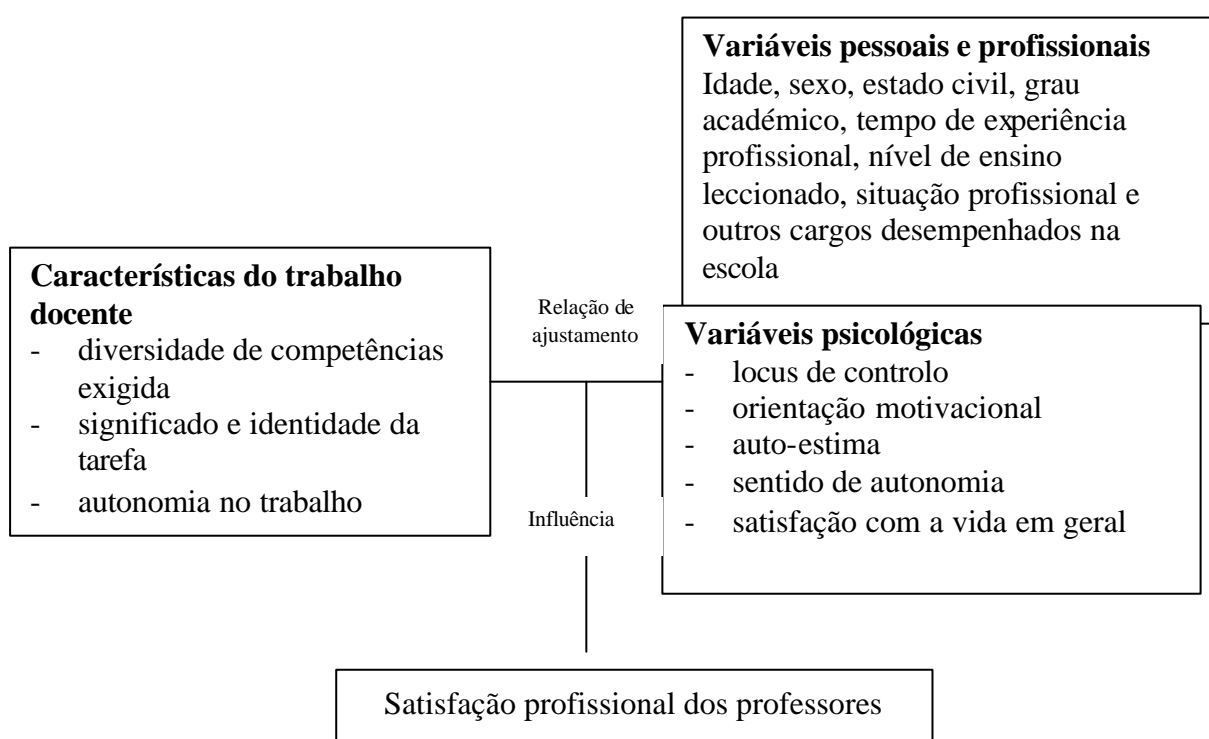 Variáveis pessoais e profissionais
Idade, sexo, estado civil, grau
académico, tempo de experiência
profissional, nível de ensino
leccionado, situação profissional e
outros cargos desempenhados na
escola
Características do trabalho
docente
- diversidade de competências
exigida
- significado e identidade da
tarefa
- autonomia no trabalho
Relação de
ajustamento
Variáveis psicológicas
- locus de controlo
- orientação motivacional
- auto-estima
- sentido de autonomia
- satisfação com a vida em geral
Influência
Satisfação profissional dos professores